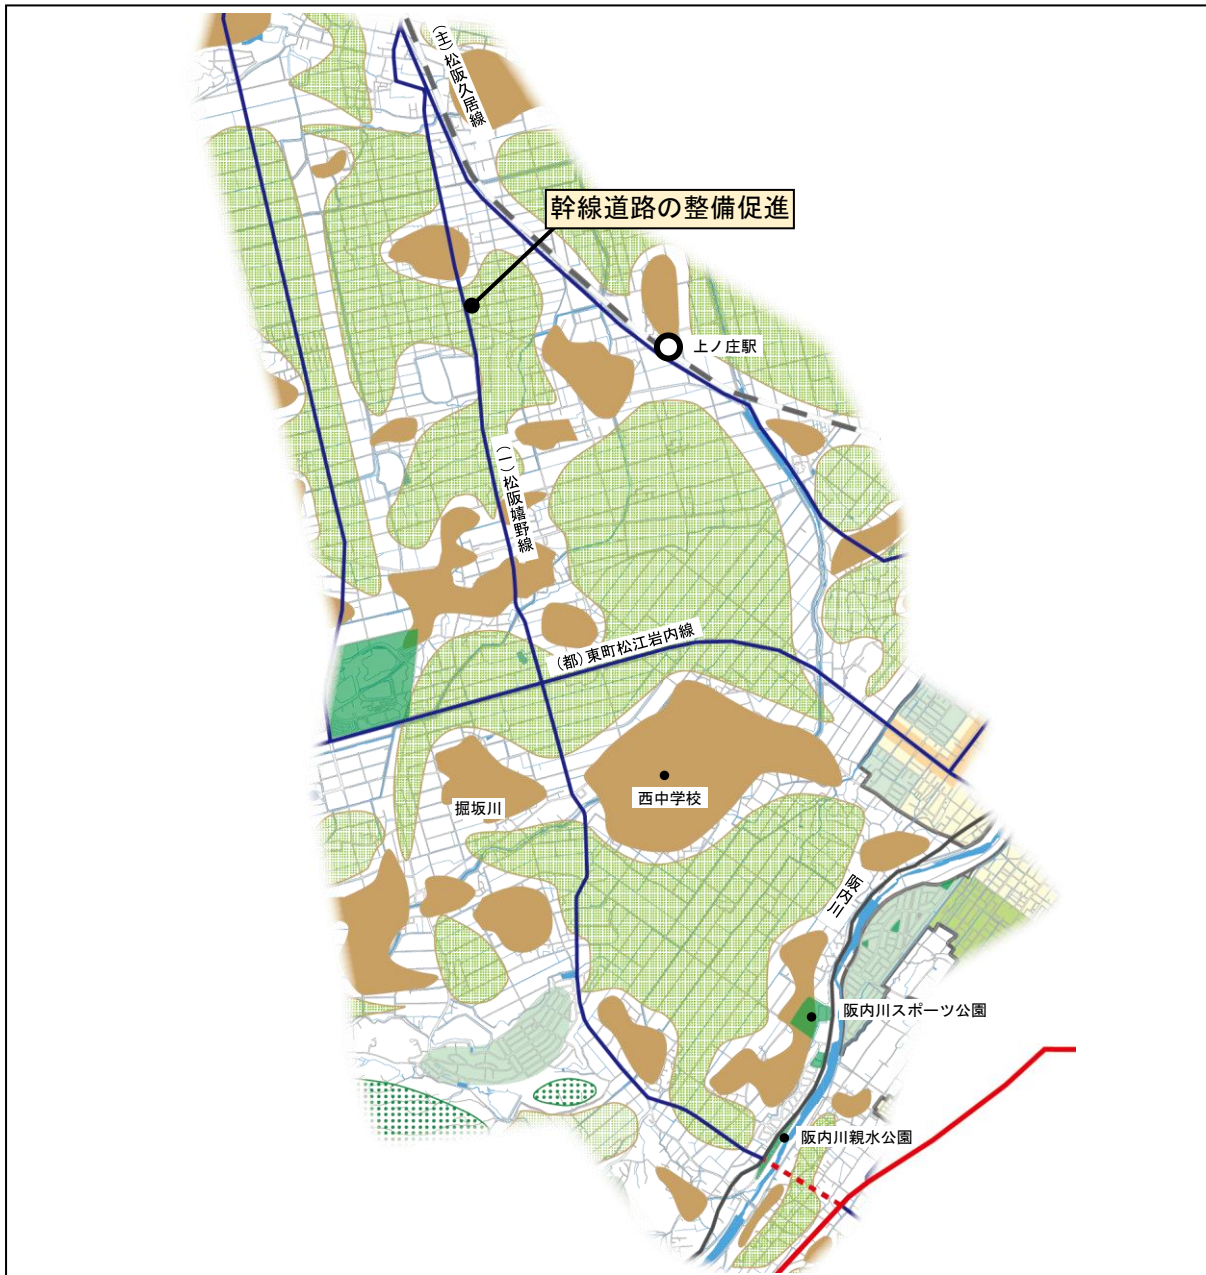 (主)松阪久居線
幹線道路の整備促進
上ノ庄駅
(一)松阪嬉野線
(都)東町松江岩内線
西中学校
掘坂川
阪内川
阪内川スポーツ公園
阪内川親水公園